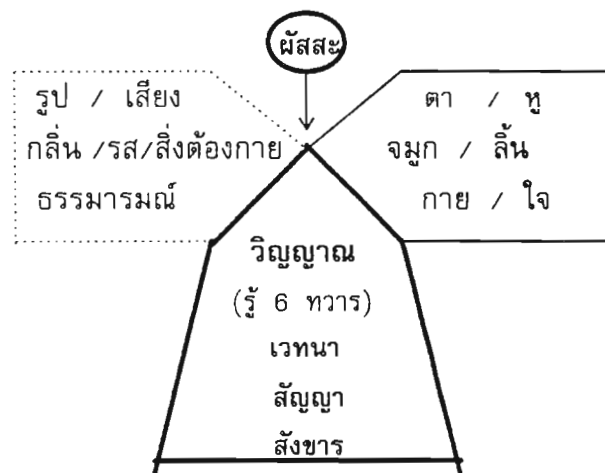 ผัสสะ
รูป / เสียง
กลิ่น /รส/สิ่งต้องกาย
ธรรมารมณ์
ตา / หู
จมูก / ลิ้น
กาย / ใจ
วิญญาณ
(รู้ 6 ทวาร)
เวทนา
สัญญา
สังขาร